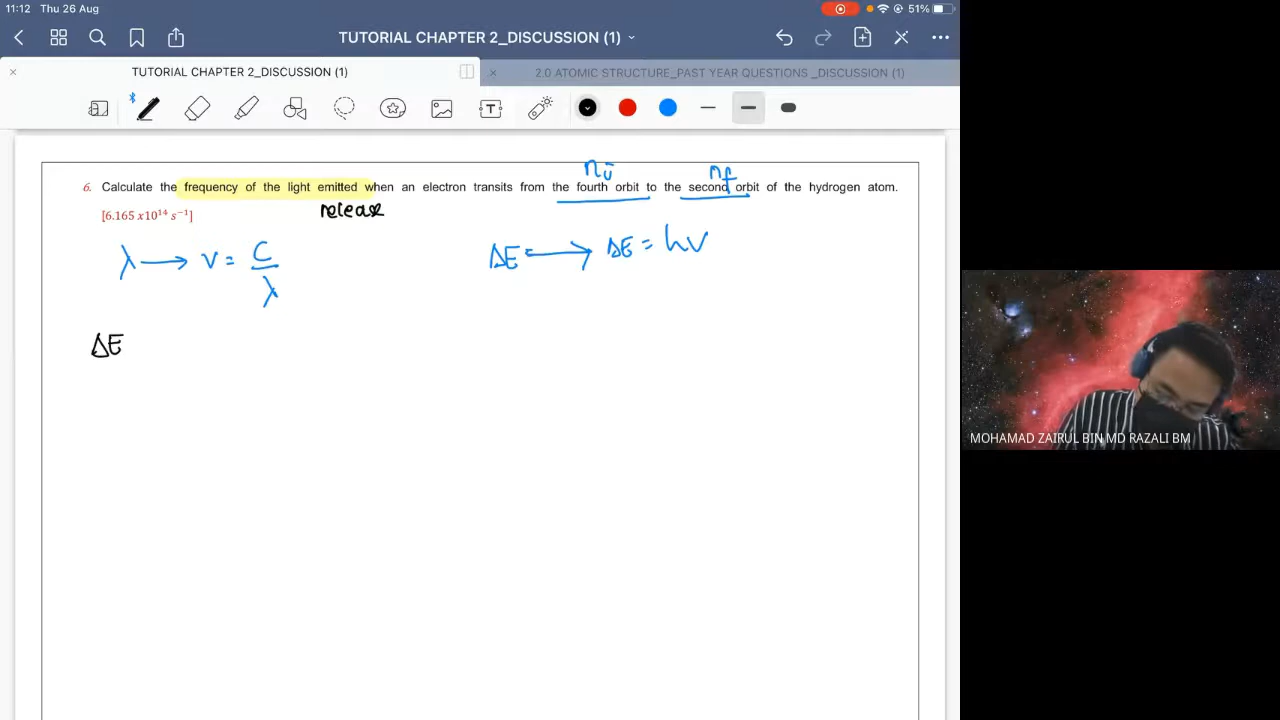 11:12 Thu 26 Aug
51%
TUTORIAL CHAPTER 2_DISCUSSION (1)
TUTORIAL CHAPTER 2_DISCUSSION (1)
2.0 ATOMIC STRUCTURE_PAST YEAR QUESTIONS _DISCUSSION (1)
T
ni
nf
6. Calculate the frequency of the light emitted when an electron transits from the fourth orbit to the second orbit of the hydrogen atom.
[6.165 x10¹⁴ s⁻¹]
release
λ → v = C/λ
ΔE → ΔE = hv
ΔE
MOHAMAD ZAIRUL BIN MD RAZALI BM